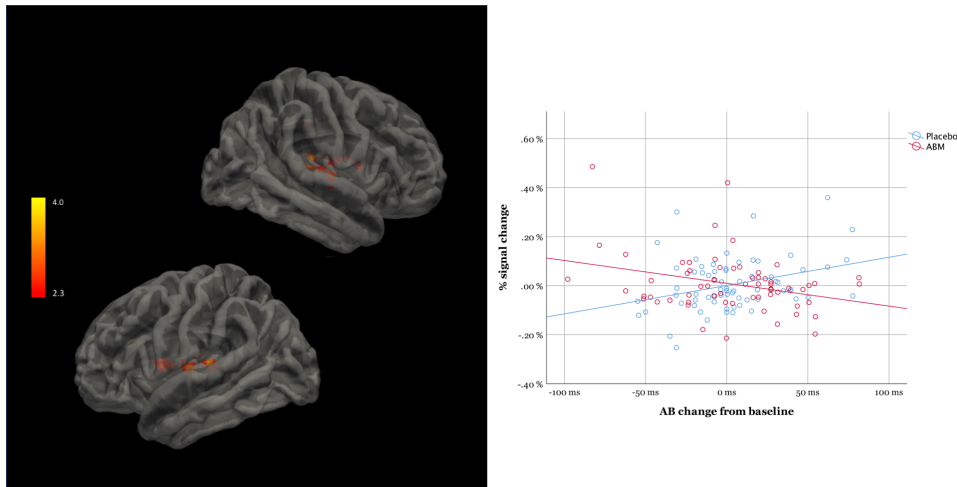 4.0
2.3
% signal change
.60 %
.40 %
.20 %
.00 %
-.20 %
-.40 %
-100 ms
-50 ms
0 ms
50 ms
100 ms
AB change from baseline
Placebo
ABM